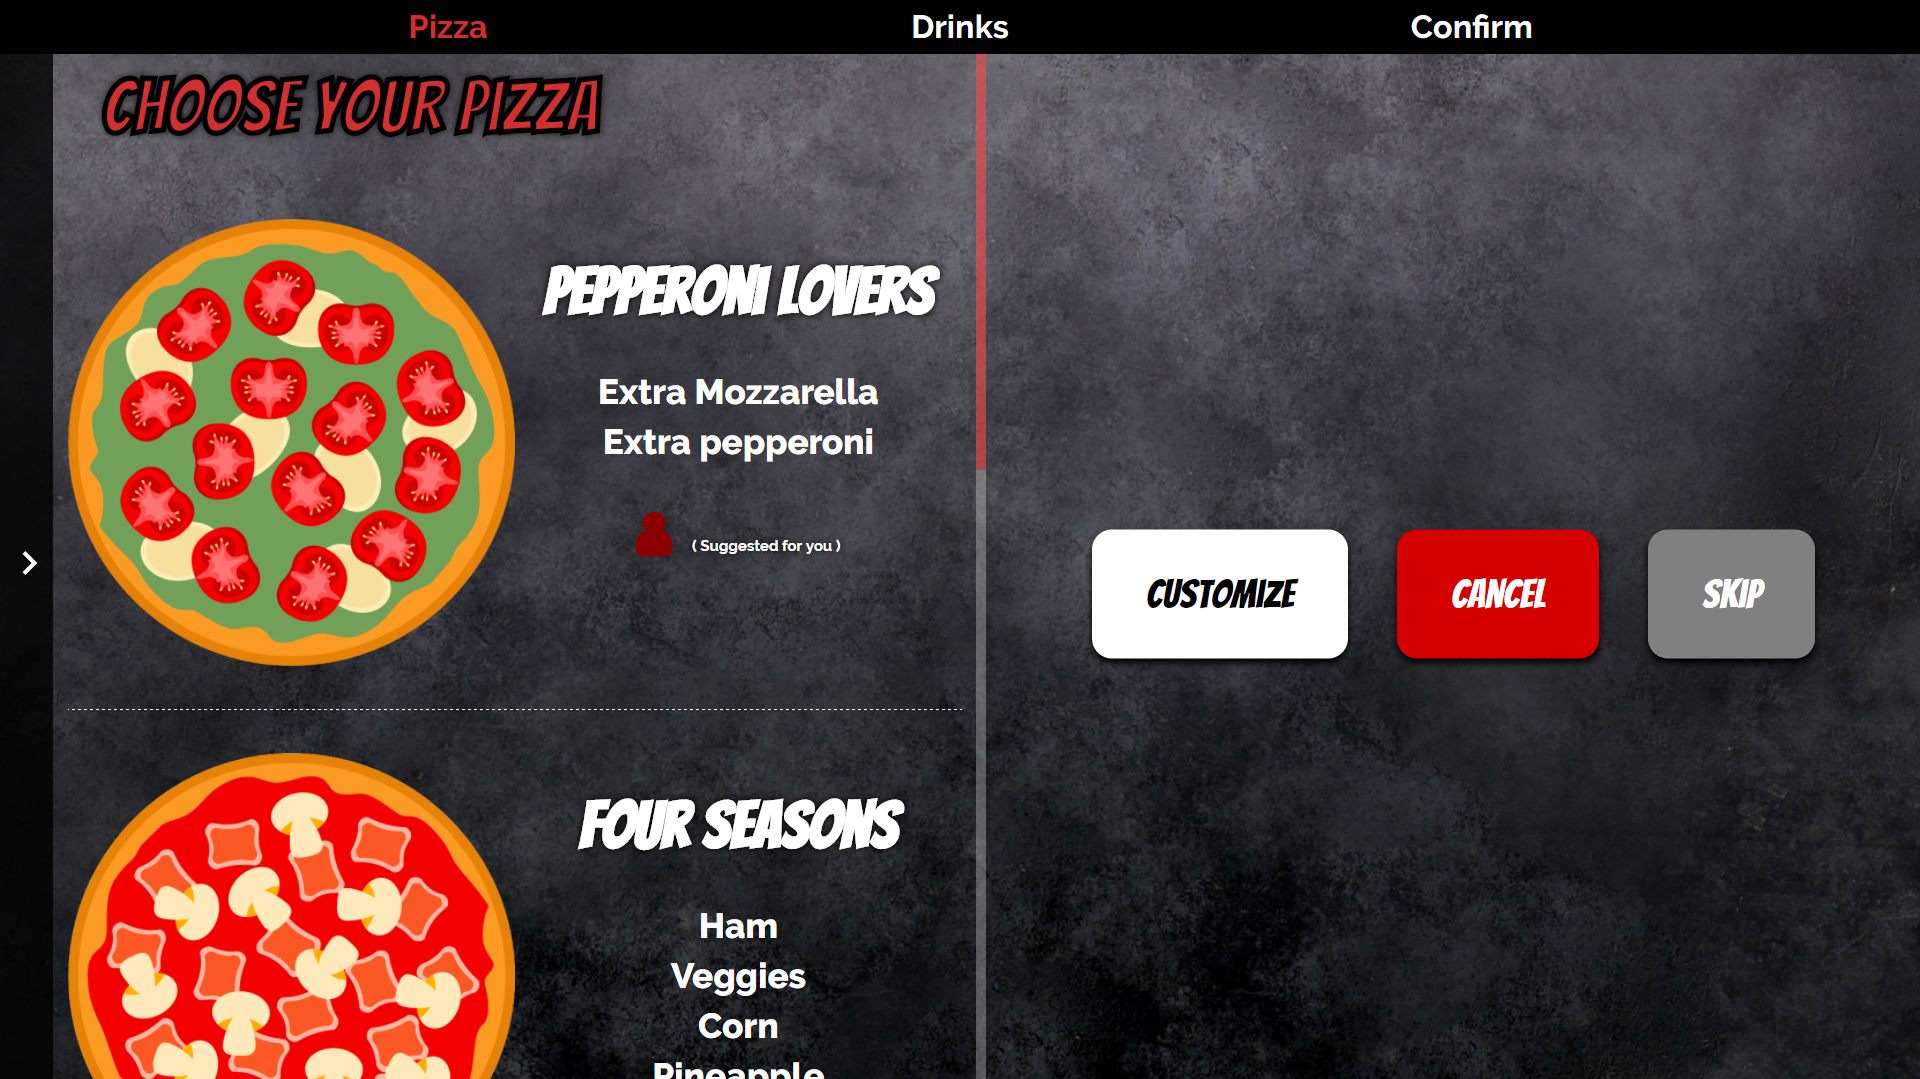 Pizza Drinks Confirm
CHOOSE YOUR PIZZA
PEPPERONI LOVERS
Extra Mozzarella
Extra pepperoni
( Suggested for you )
FOUR SEASONS
Ham
Veggies
Corn
Pineapple
CUSTOMIZE
CANCEL
SKIP